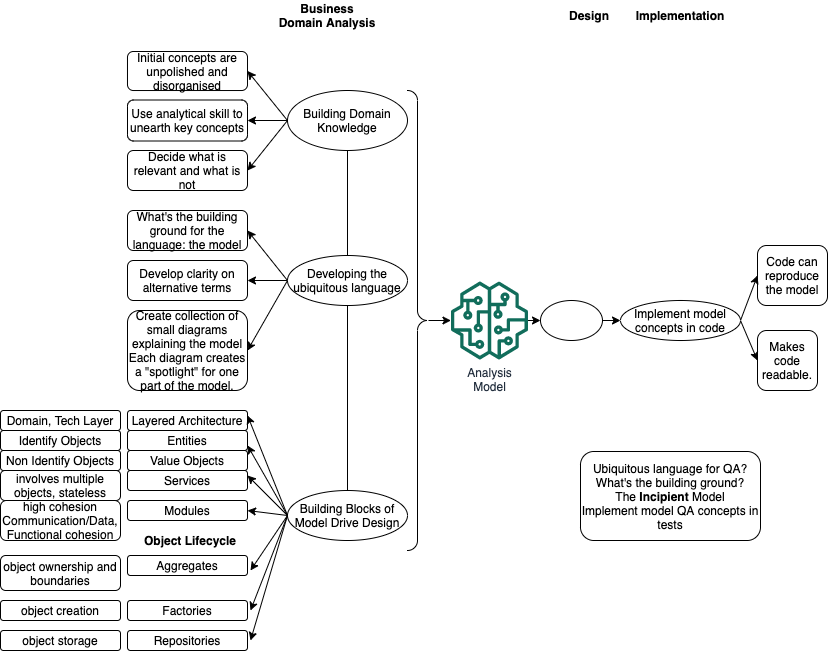 Business
Domain Analysis
Design
Implementation
Initial concepts are
unpolished and
disorganised
Use analytical skill to
unearth key concepts
Decide what is
relevant and what is
not
Building Domain
Knowledge
What's the building
ground for the
language: the model
Develop clarity on
alternative terms
Create collection of
small diagrams
explaining the model
Each diagram creates
a "spotlight" for one
part of the model.
Developing the
ubiquitous language
Analysis
Model
Implement model
concepts in code
Code can
reproduce
the model
Makes
code
readable.
Domain, Tech Layer
Layered Architecture
Identify Objects
Entities
Non Identify Objects
Value Objects
involves multiple
objects, stateless
Services
high cohesion
Communication/Data,
Functional cohesion
Modules
Building Blocks of
Model Drive Design
Object Lifecycle
object ownership and
boundaries
Aggregates
object creation
Factories
object storage
Repositories
Ubiquitous language for QA?
What's the building ground?
The Incipient Model
Implement model QA concepts in
tests